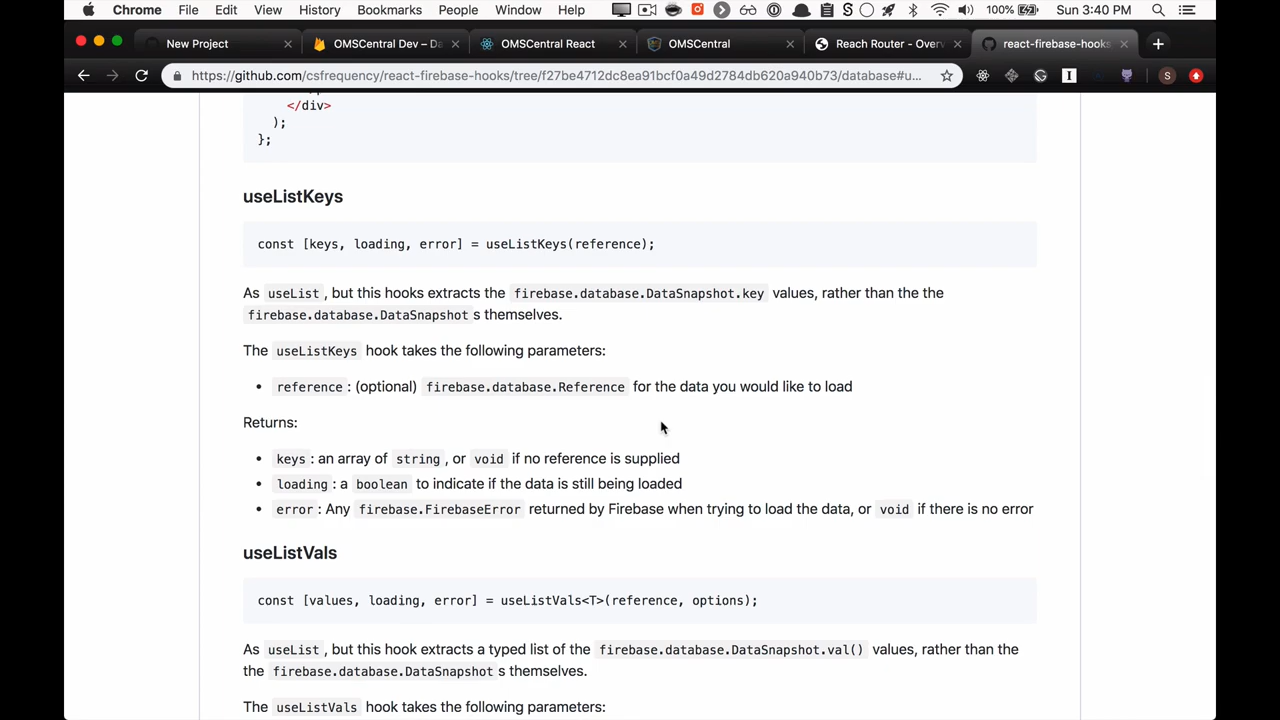 Chrome File Edit View History Bookmarks People Window Help 100% Sun 3:40 PM
New Project OMSCentral Dev – Da OMSCentral React OMSCentral Reach Router - Overv react-firebase-hooks
https://github.com/csfrequency/react-firebase-hooks/tree/f27be4712dc8ea91bcf0a49d2784db620a940b73/database#u... S
</div>
);
};
useListKeys
const [keys, loading, error] = useListKeys(reference);
As useList, but this hooks extracts the firebase.database.DataSnapshot.key values, rather than the the
firebase.database.DataSnapshot s themselves.
The useListKeys hook takes the following parameters:
• reference: (optional) firebase.database.Reference for the data you would like to load
Returns:
• keys: an array of string, or void if no reference is supplied
• loading: a boolean to indicate if the data is still being loaded
• error: Any firebase.FirebaseError returned by Firebase when trying to load the data, or void if there is no error
useListVals
const [values, loading, error] = useListVals<T>(reference, options);
As useList, but this hook extracts a typed list of the firebase.database.DataSnapshot.val() values, rather than the
the firebase.database.DataSnapshot s themselves.
The useListVals hook takes the following parameters: